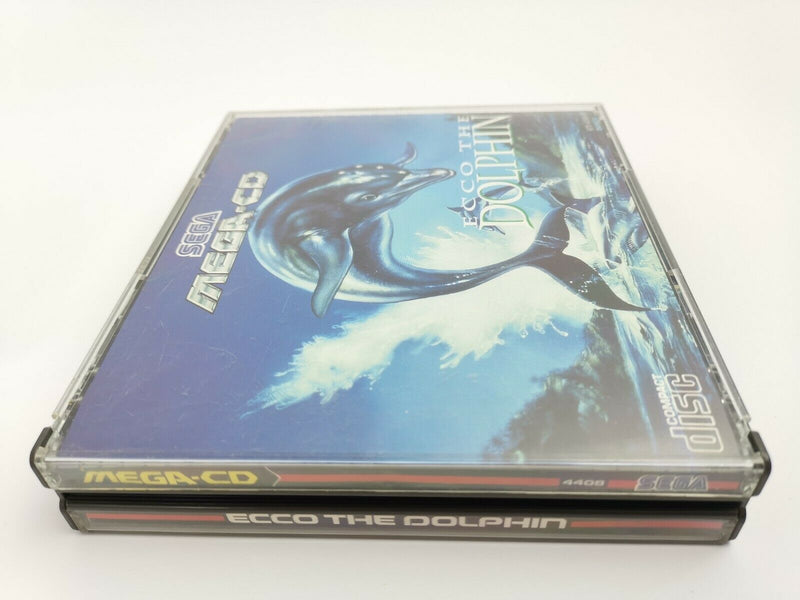 SEGA
MEGA-CD
ECCO THE
DOLPHIN
COMPACT
disc
MEGA-CD
4408
SEGA
ECCO THE DOLPHIN